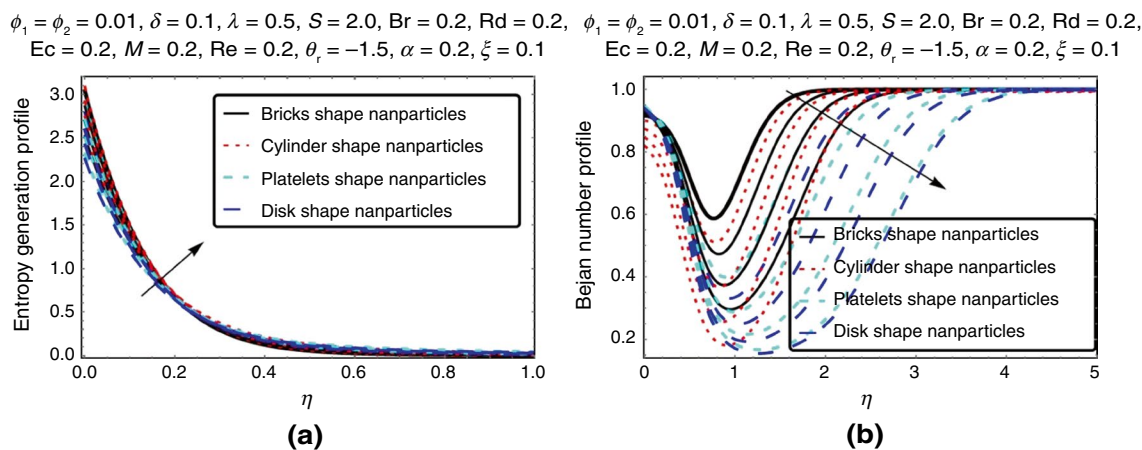 ϕ₁ = ϕ₂ = 0.01, δ = 0.1, λ = 0.5, S = 2.0, Br = 0.2, Rd = 0.2,
Ec = 0.2, M = 0.2, Re = 0.2, θᵣ = −1.5, α = 0.2, ξ = 0.1
Entropy generation profile
3.0
2.5
2.0
1.5
1.0
0.5
0.0
Bricks shape nanparticles
Cylinder shape nanparticles
Platelets shape nanparticles
Disk shape nanparticles
0.0 0.2 0.4 0.6 0.8 1.0
η
(a)
ϕ₁ = ϕ₂ = 0.01, δ = 0.1, λ = 0.5, S = 2.0, Br = 0.2, Rd = 0.2,
Ec = 0.2, M = 0.2, Re = 0.2, θᵣ = −1.5, α = 0.2, ξ = 0.1
Bejan number profile
1.0
0.8
0.6
0.4
0.2
Bricks shape nanparticles
Cylinder shape nanparticles
Platelets shape nanparticles
Disk shape nanparticles
0 1 2 3 4 5
η
(b)